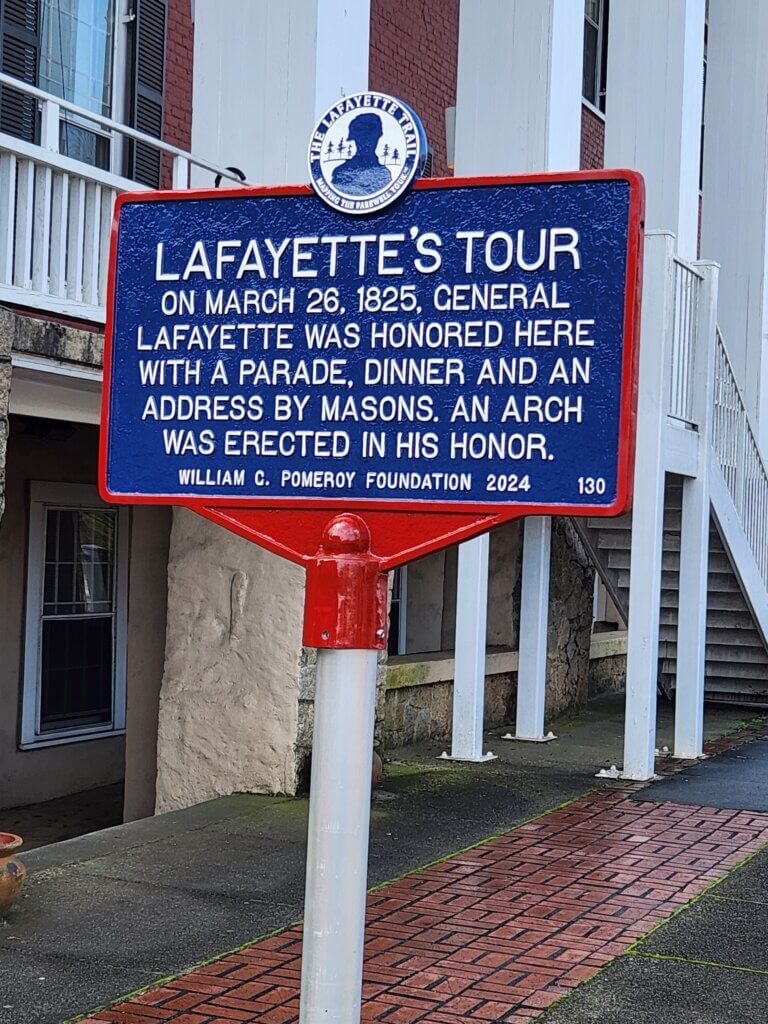 THE LAFAYETTE TRAIL
MAPPING THE FAREWELL TOUR
LAFAYETTE'S TOUR
ON MARCH 26, 1825, GENERAL
LAFAYETTE WAS HONORED HERE
WITH A PARADE, DINNER AND AN
ADDRESS BY MASONS. AN ARCH
WAS ERECTED IN HIS HONOR.
WILLIAM G. POMEROY FOUNDATION 2024 130